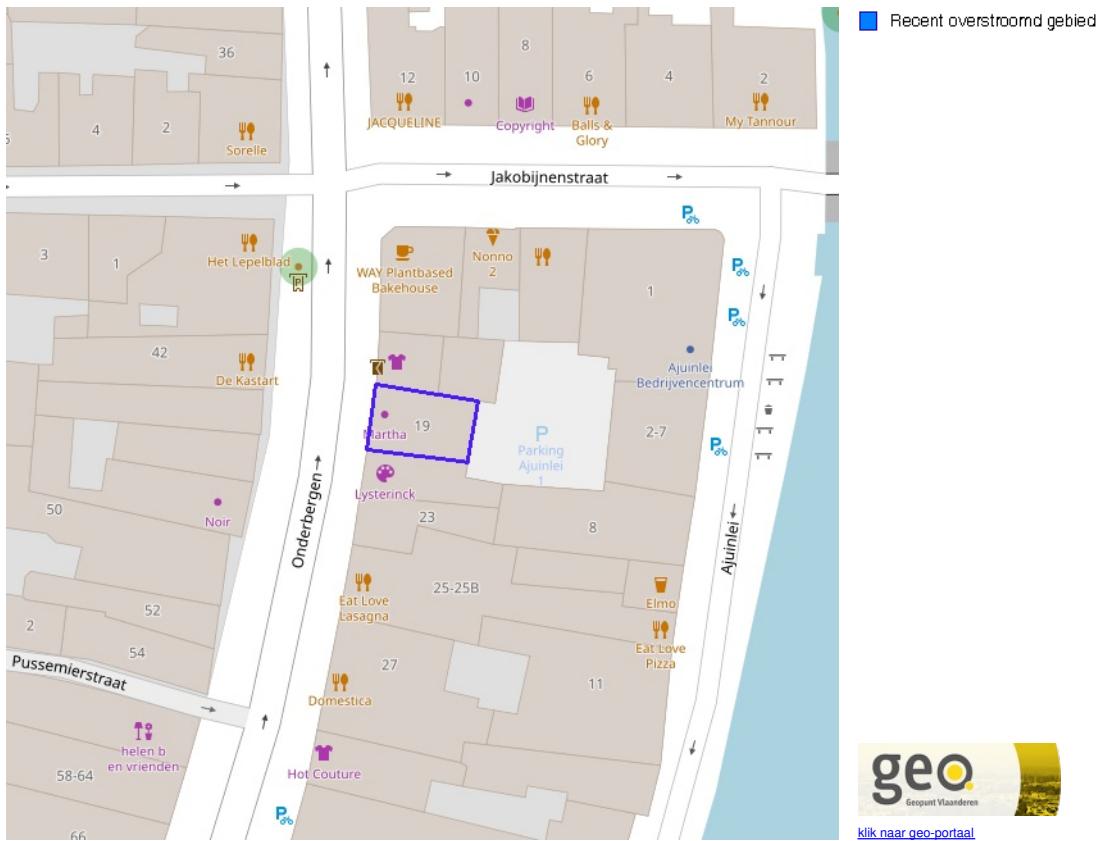 Recent overstroomd gebied
36
8
12
10
6
4
2
4
2
JACQUELINE
Copyright
Balls &
Glory
My Tannour
Sorelle
Jakobijnenstraat
3
1
Het Lepelblad
P
WAY Plantbased
Bakehouse
Nonno
2
1
42
De Kastart
Ajuinlei
Bedrijvencentrum
19
Martha
P
Parking
Ajuinlei
1
2-7
Lysterinck
Onderbergen
50
Noir
23
8
Ajuinlei
25-25B
Eat Love
Lasagna
Elmo
52
2
54
Eat Love
Pizza
Pussemierstraat
27
11
Domestica
helen b
en vrienden
58-64
Hot Couture
66
geo.
Geopunt Vlaanderen
klik naar geo-portaal